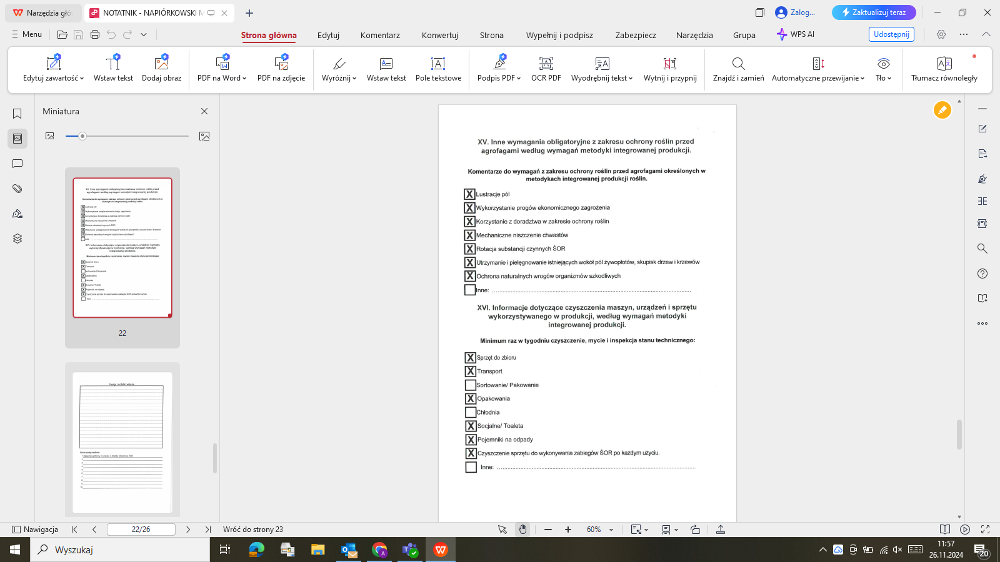 Narzędzia głó
NOTATNIK - NAPIÓRKOWSKI M
Zalog...
Zaktualizuj teraz
Menu
Strona główna
Edytuj
Komentarz
Konwertuj
Strona
Wypełnij i podpisz
Zabezpiecz
Narzędzia
Grupa
WPS AI
Udostępnij
Edytuj zawartość
Wstaw tekst
Dodaj obraz
PDF na Word
PDF na zdjęcie
Wyróżnij
Wstaw tekst
Pole tekstowe
Podpis PDF
OCR PDF
Wyodrębnij tekst
Wytnij i przypnij
Znajdź i zamień
Automatyczne przewijanie
Tło
Tłumacz równoległy
Miniatura
22
Uwagi i notatki własne
Lista załączników
XV. Inne wymagania obligatoryjne z zakresu ochrony roślin przed
agrofagami według wymagań metodyki integrowanej produkcji.
Komentarze do wymagań z zakresu ochrony roślin przed agrofagami określonych w
metodykach integrowanej produkcji roślin.
X Lustracje pól
X Wykorzystanie progów ekonomicznego zagrożenia
X Korzystanie z doradztwa w zakresie ochrony roślin
X Mechaniczne niszczenie chwastów
X Rotacja substancji czynnych ŚOR
X Utrzymanie i pielęgnowanie istniejących wokół pól żywopłotów, skupisk drzew i krzewów
X Ochrona naturalnych wrogów organizmów szkodliwych
Inne: ....................
XVI. Informacje dotyczące czyszczenia maszyn, urządzeń i sprzętu
wykorzystywanego w produkcji, według wymagań metodyki
integrowanej produkcji.
Minimum raz w tygodniu czyszczenie, mycie i inspekcja stanu technicznego:
X Sprzęt do zbioru
X Transport
Sortowanie/ Pakowanie
X Opakowania
Chłodnia
X Socjalne/ Toaleta
X Pojemniki na odpady
X Czyszczenie sprzętu do wykonywania zabiegów ŚOR po każdym użyciu.
Inne: ....................
Nawigacja
22/26
Wróć do strony 23
60%
Wyszukaj
11:57
26.11.2024
20